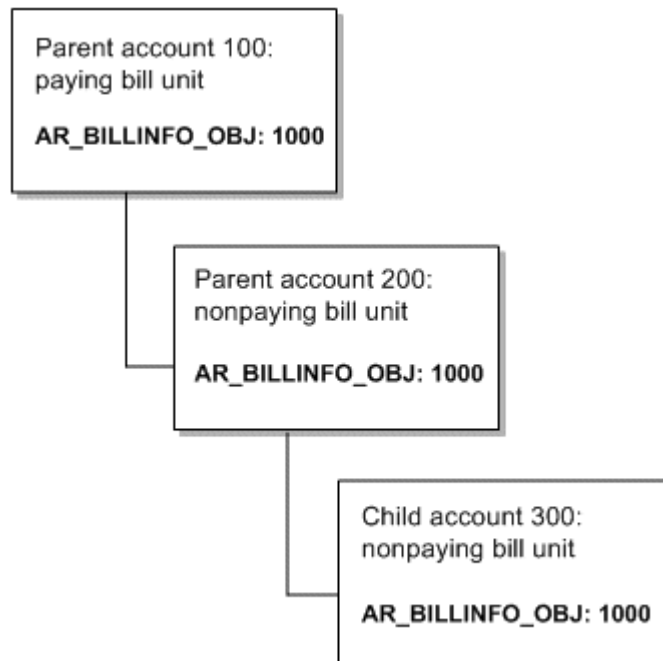 Parent account 100:
paying bill unit
AR_BILLINFO_OBJ: 1000
Parent account 200:
nonpaying bill unit
AR_BILLINFO_OBJ: 1000
Child account 300:
nonpaying bill unit
AR_BILLINFO_OBJ: 1000